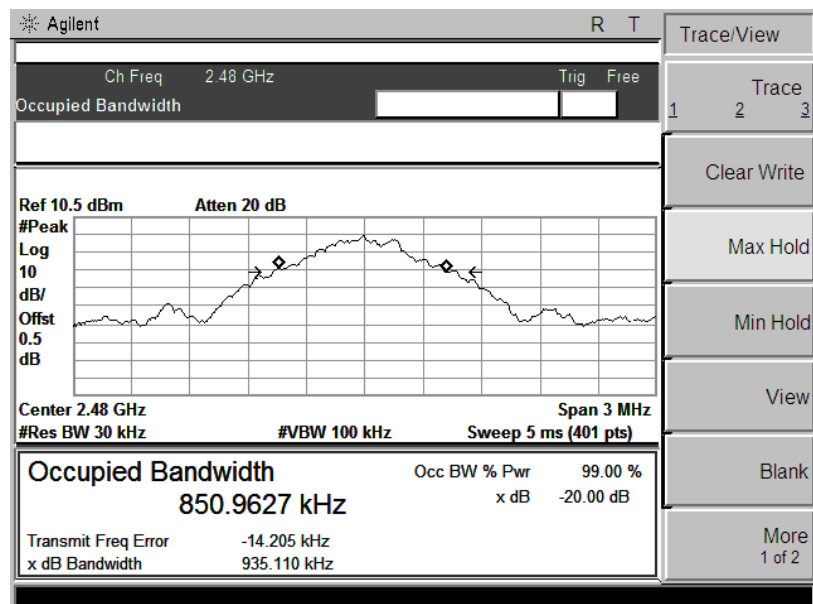 Agilent R T
Trace/View
Ch Freq 2.48 GHz Trig Free
Occupied Bandwidth
Trace
1 2 3
Clear Write
Ref 10.5 dBm Atten 20 dB
#Peak
Log
10
dB/
Offst
0.5
dB
Max Hold
Min Hold
Center 2.48 GHz Span 3 MHz
#Res BW 30 kHz #VBW 100 kHz Sweep 5 ms (401 pts)
View
Occupied Bandwidth Occ BW % Pwr 99.00 %
850.9627 kHz x dB -20.00 dB
Transmit Freq Error -14.205 kHz
x dB Bandwidth 935.110 kHz
Blank
More
1 of 2